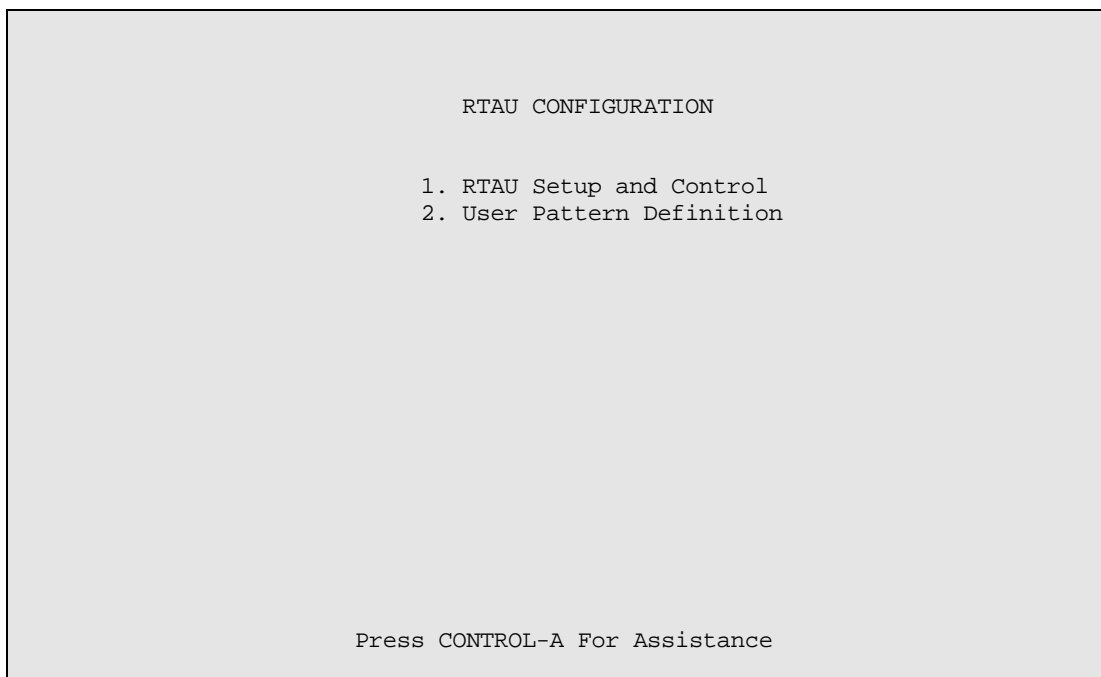 RTAU CONFIGURATION
1. RTAU Setup and Control
2. User Pattern Definition
Press CONTROL-A For Assistance